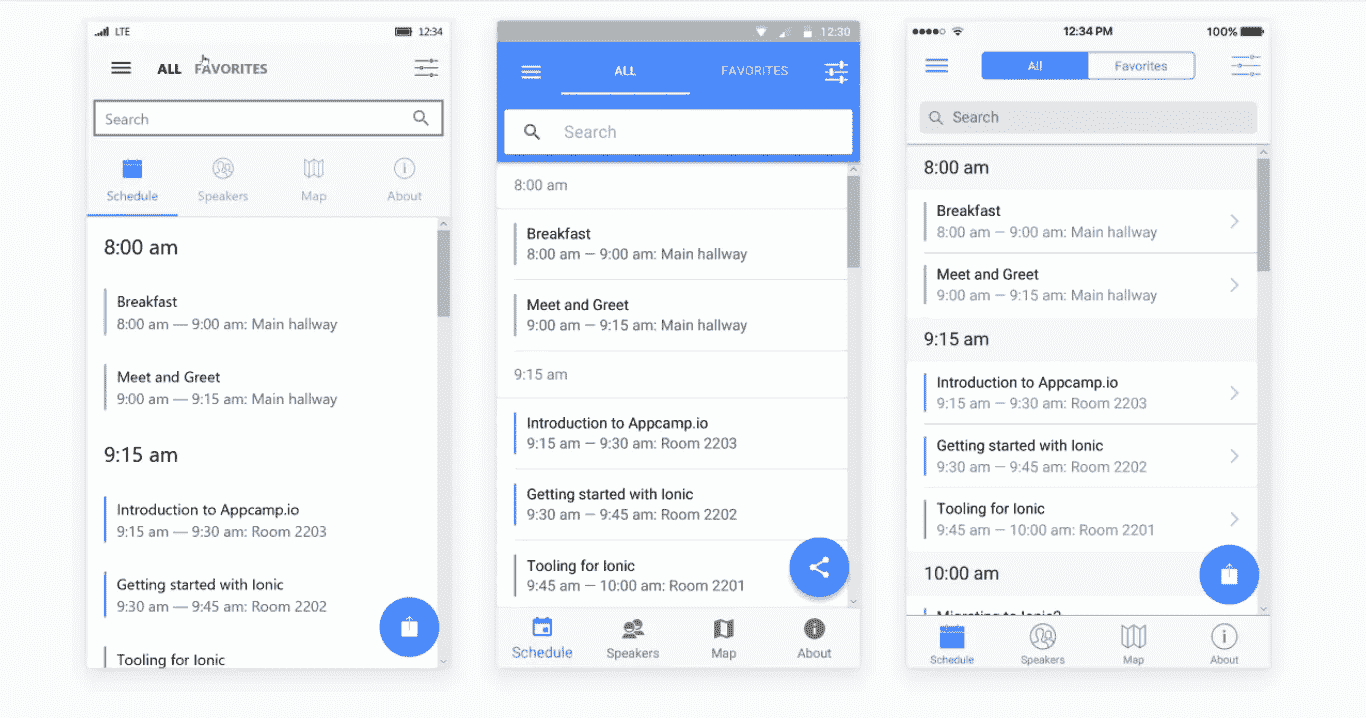 LTE 12:34
ALL FAVORITES
Search
Schedule Speakers Map About
8:00 am
Breakfast
8:00 am — 9:00 am: Main hallway
Meet and Greet
9:00 am — 9:15 am: Main hallway
9:15 am
Introduction to Appcamp.io
9:15 am — 9:30 am: Room 2203
Getting started with Ionic
9:30 am — 9:45 am: Room 2202
Tooling for Ionic
12:30
ALL FAVORITES
Search
8:00 am
Breakfast
8:00 am — 9:00 am: Main hallway
Meet and Greet
9:00 am — 9:15 am: Main hallway
9:15 am
Introduction to Appcamp.io
9:15 am — 9:30 am: Room 2203
Getting started with Ionic
9:30 am — 9:45 am: Room 2202
Tooling for Ionic
9:45 am — 10:00 am: Room 2201
Schedule Speakers Map About
12:34 PM 100%
All Favorites
Search
8:00 am
Breakfast
8:00 am — 9:00 am: Main hallway
Meet and Greet
9:00 am — 9:15 am: Main hallway
9:15 am
Introduction to Appcamp.io
9:15 am — 9:30 am: Room 2203
Getting started with Ionic
9:30 am — 9:45 am: Room 2202
Tooling for Ionic
9:45 am — 10:00 am: Room 2201
10:00 am
Migrating to Ionic2
Schedule Speakers Map About